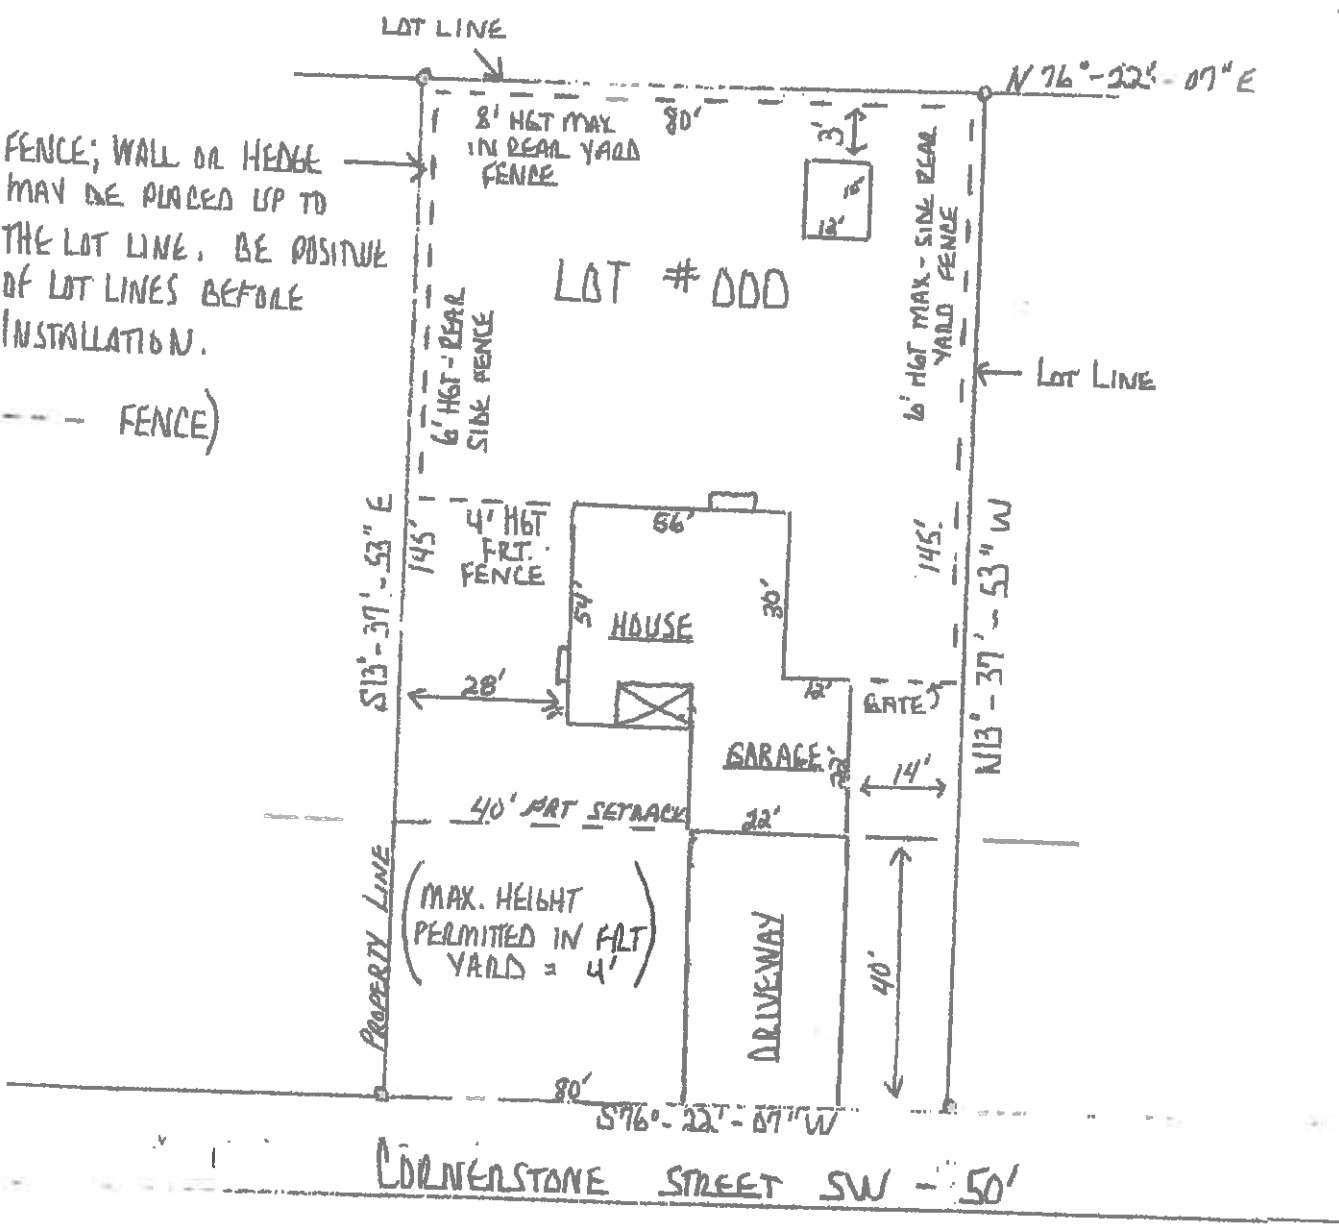 LOT LINE
N 76°-22'-07" E
80'
8' HGT MAX
IN REAR YARD
FENCE
3'
12'
FENCE; WALL OR HEDGE
MAY BE PLACED UP TO
THE LOT LINE. BE POSITIVE
OF LOT LINES BEFORE
INSTALLATION.
--- FENCE)
LOT #000
6' HGT-REAR
SIDE FENCE
6' HGT MAX-SIDE REAR
YARD FENCE
LOT LINE
S13°-37'-53" E
145'
4' HGT
FRT.
FENCE
56'
54'
30'
HOUSE
145'
N13°-37'-53" W
28'
12'
GATE
GARAGE
22'
14'
40' FRT SETBACK
22'
PROPERTY LINE
(MAX. HEIGHT
PERMITTED IN FRT
YARD = 4')
DRIVEWAY
40'
80'
S76°-22'-07" W
CORNERSTONE STREET SW - 50'